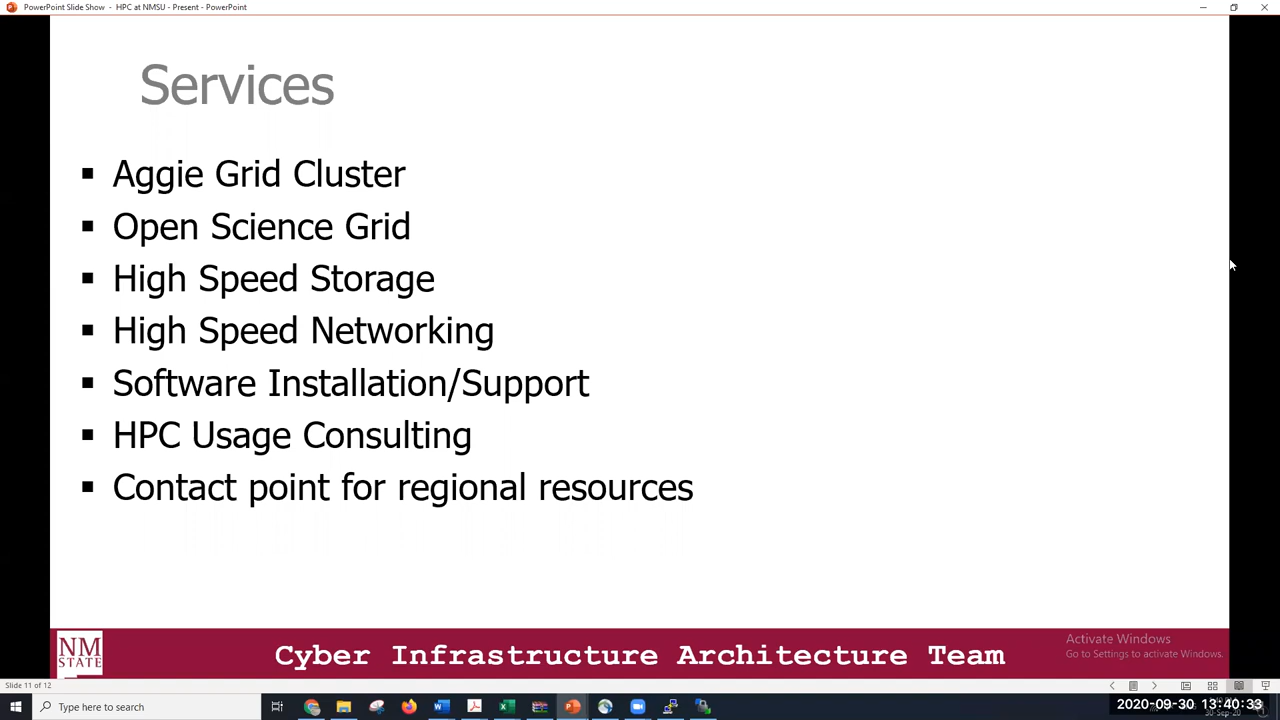 PowerPoint Slide Show - HPC at NMSU - Present - PowerPoint
Services
▪ Aggie Grid Cluster
▪ Open Science Grid
▪ High Speed Storage
▪ High Speed Networking
▪ Software Installation/Support
▪ HPC Usage Consulting
▪ Contact point for regional resources
NM
STATE
Cyber Infrastructure Architecture Team
Activate Windows
Go to Settings to activate Windows.
Slide 11 of 12
Type here to search
2020-09-30 13:40:33
30-Sep-20